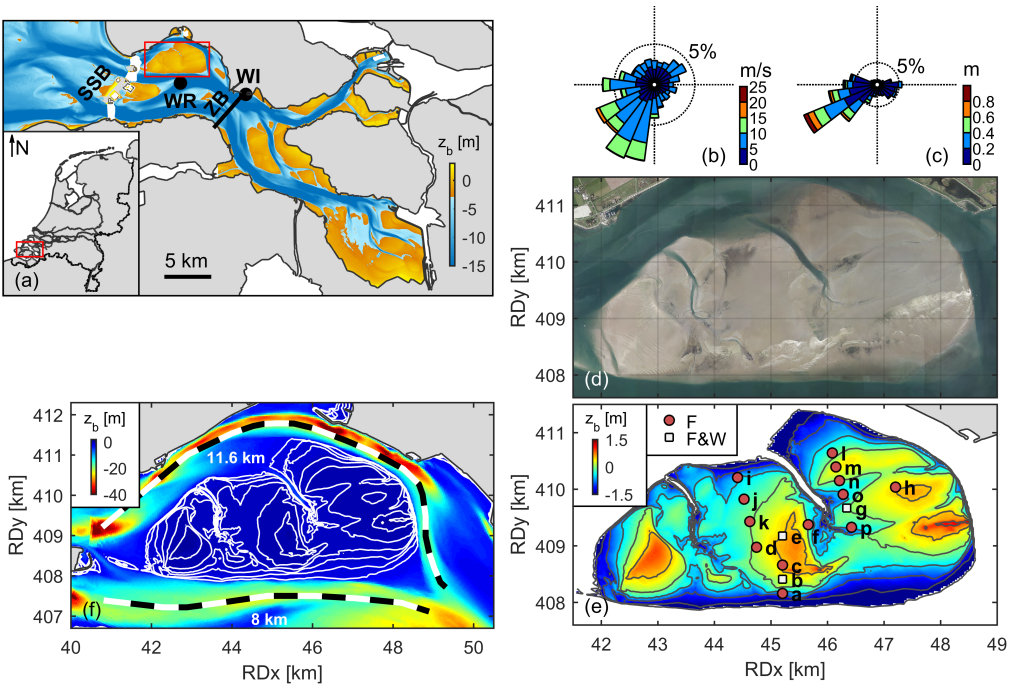 SSB
WR
ZB
WI
z_b [m]
0
-5
-10
-15
5 km
N
(a)
5%
m/s
25
20
15
10
5
0
(b)
5%
m
0.8
0.6
0.4
0.2
0
(c)
411
410
409
408
RDy [km]
(d)
z_b [m]
0
-20
-40
11.6 km
8 km
(f)
412
411
410
409
408
407
RDy [km]
40
42
44
46
48
50
RDx [km]
z_b [m]
1.5
0
-1.5
F
F&W
l
m
n
o
g
h
p
i
j
k
d
e
f
c
b
a
(e)
411
410
409
408
RDy [km]
42
43
44
45
46
47
48
49
RDx [km]